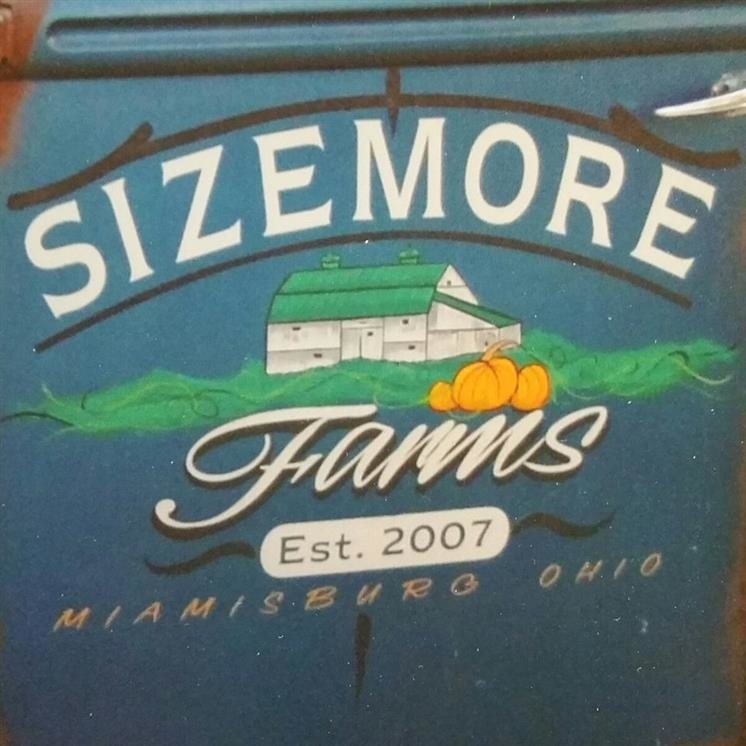 SIZEMORE
Farms
Est. 2007
MIAMISBURG OHIO